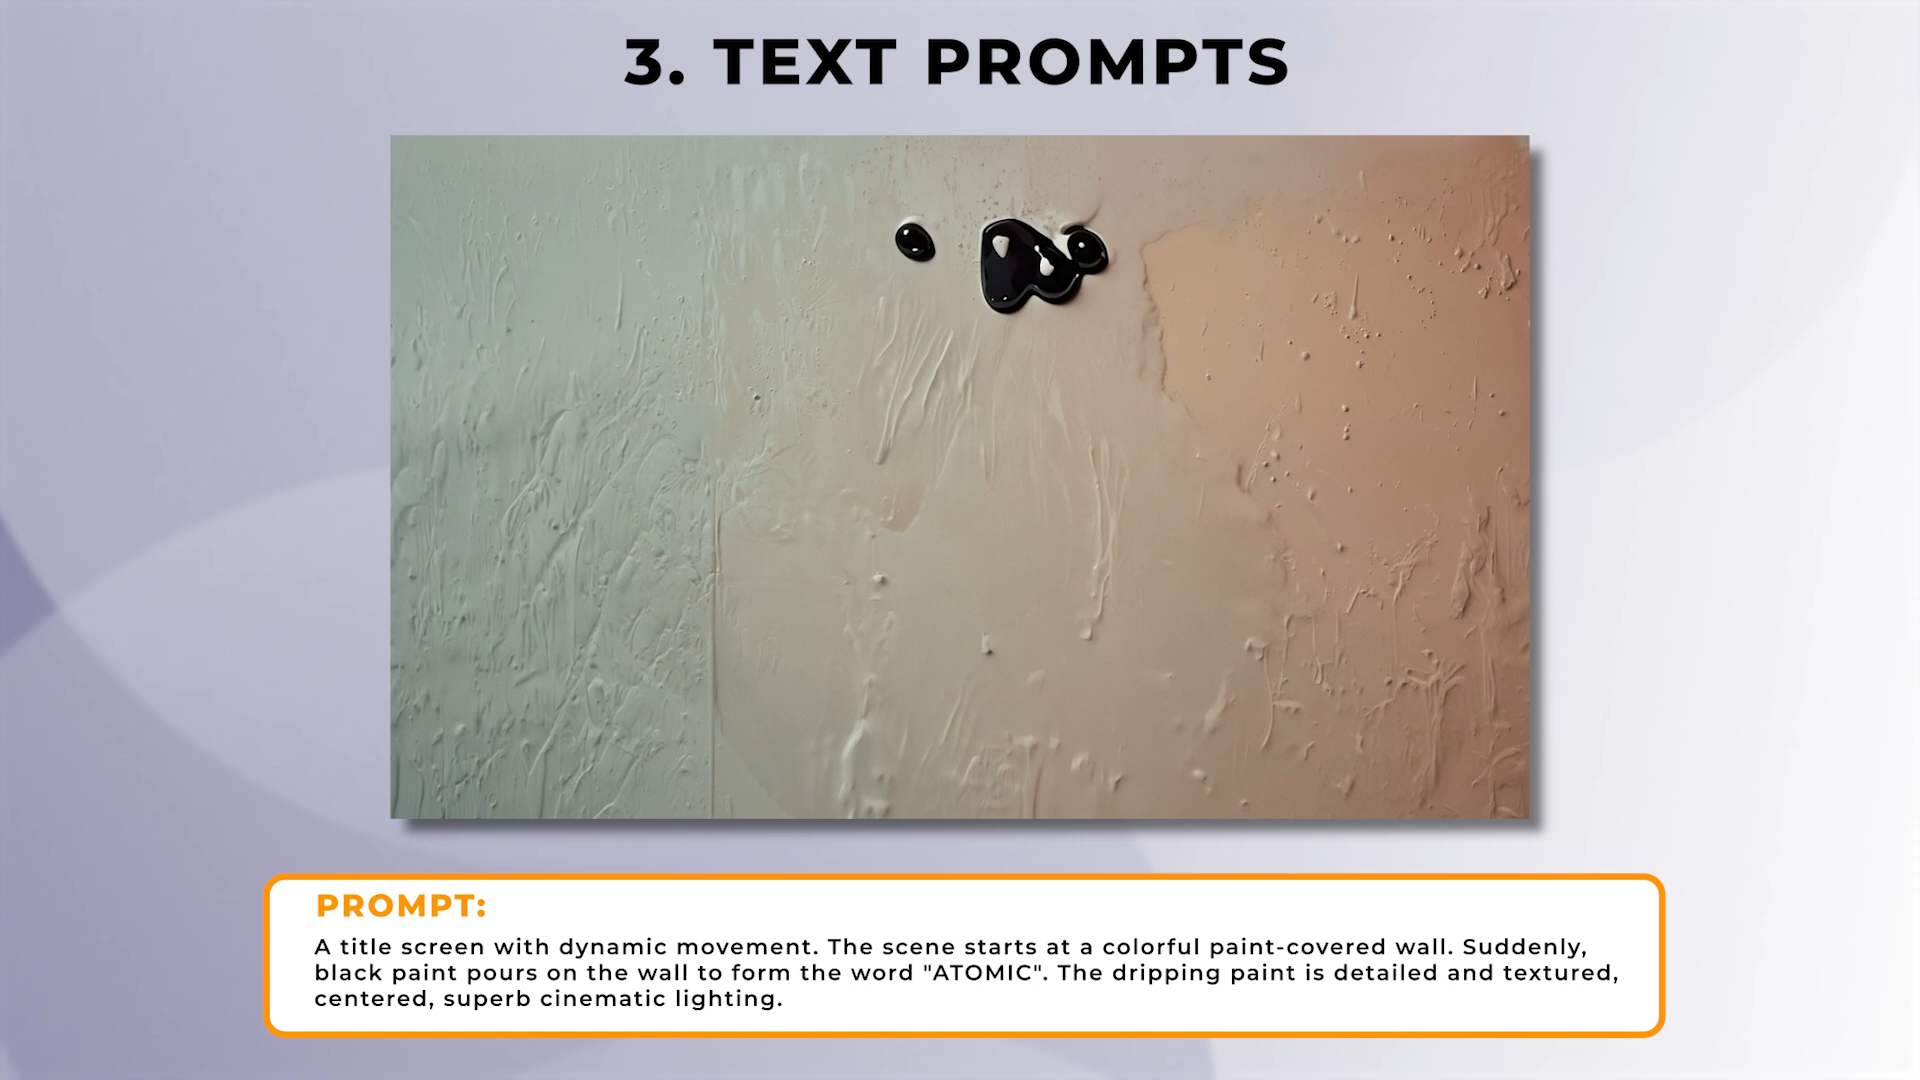 3. TEXT PROMPTS
PROMPT:
A title screen with dynamic movement. The scene starts at a colorful paint-covered wall. Suddenly,
black paint pours on the wall to form the word "ATOMIC". The dripping paint is detailed and textured,
centered, superb cinematic lighting.